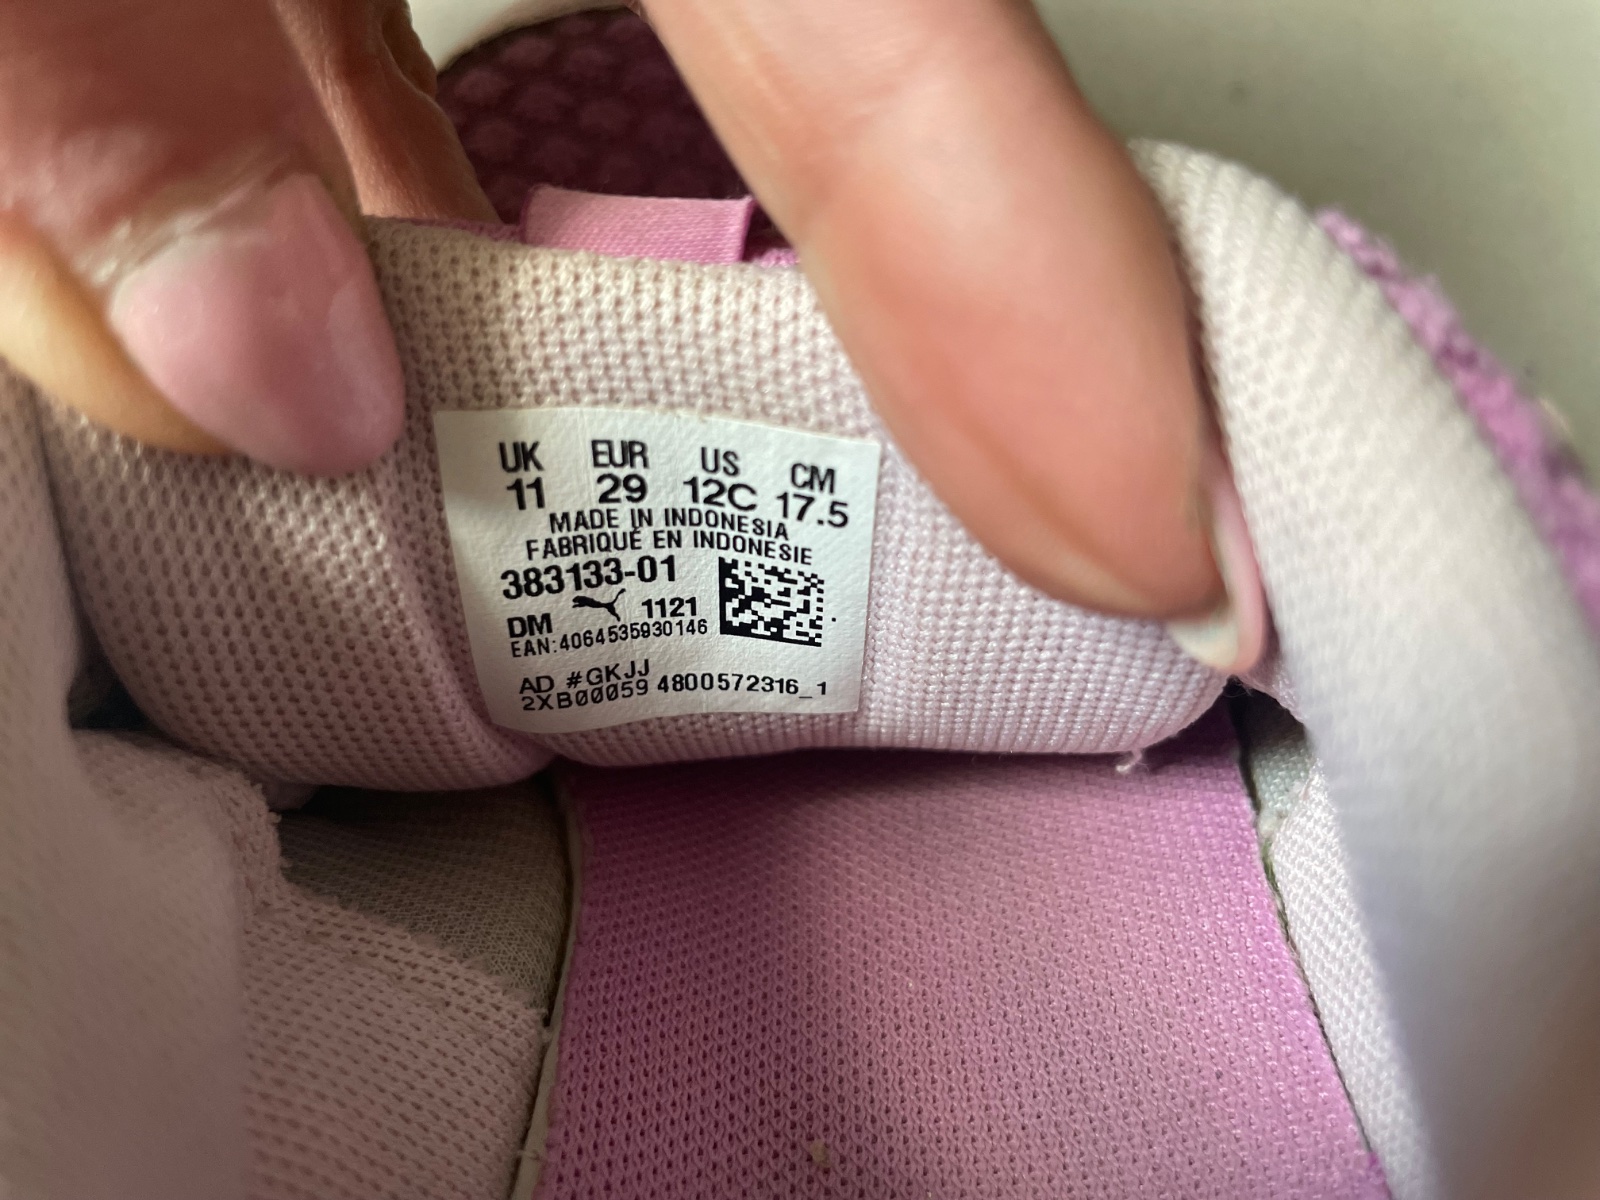 UK EUR US CM
11 29 12C 17.5
MADE IN INDONESIA
FABRIQUÉ EN INDONESIE
383133-01
DM 1121
EAN:4064535930146
AD #GKJJ
2XB00059 4800572316_1